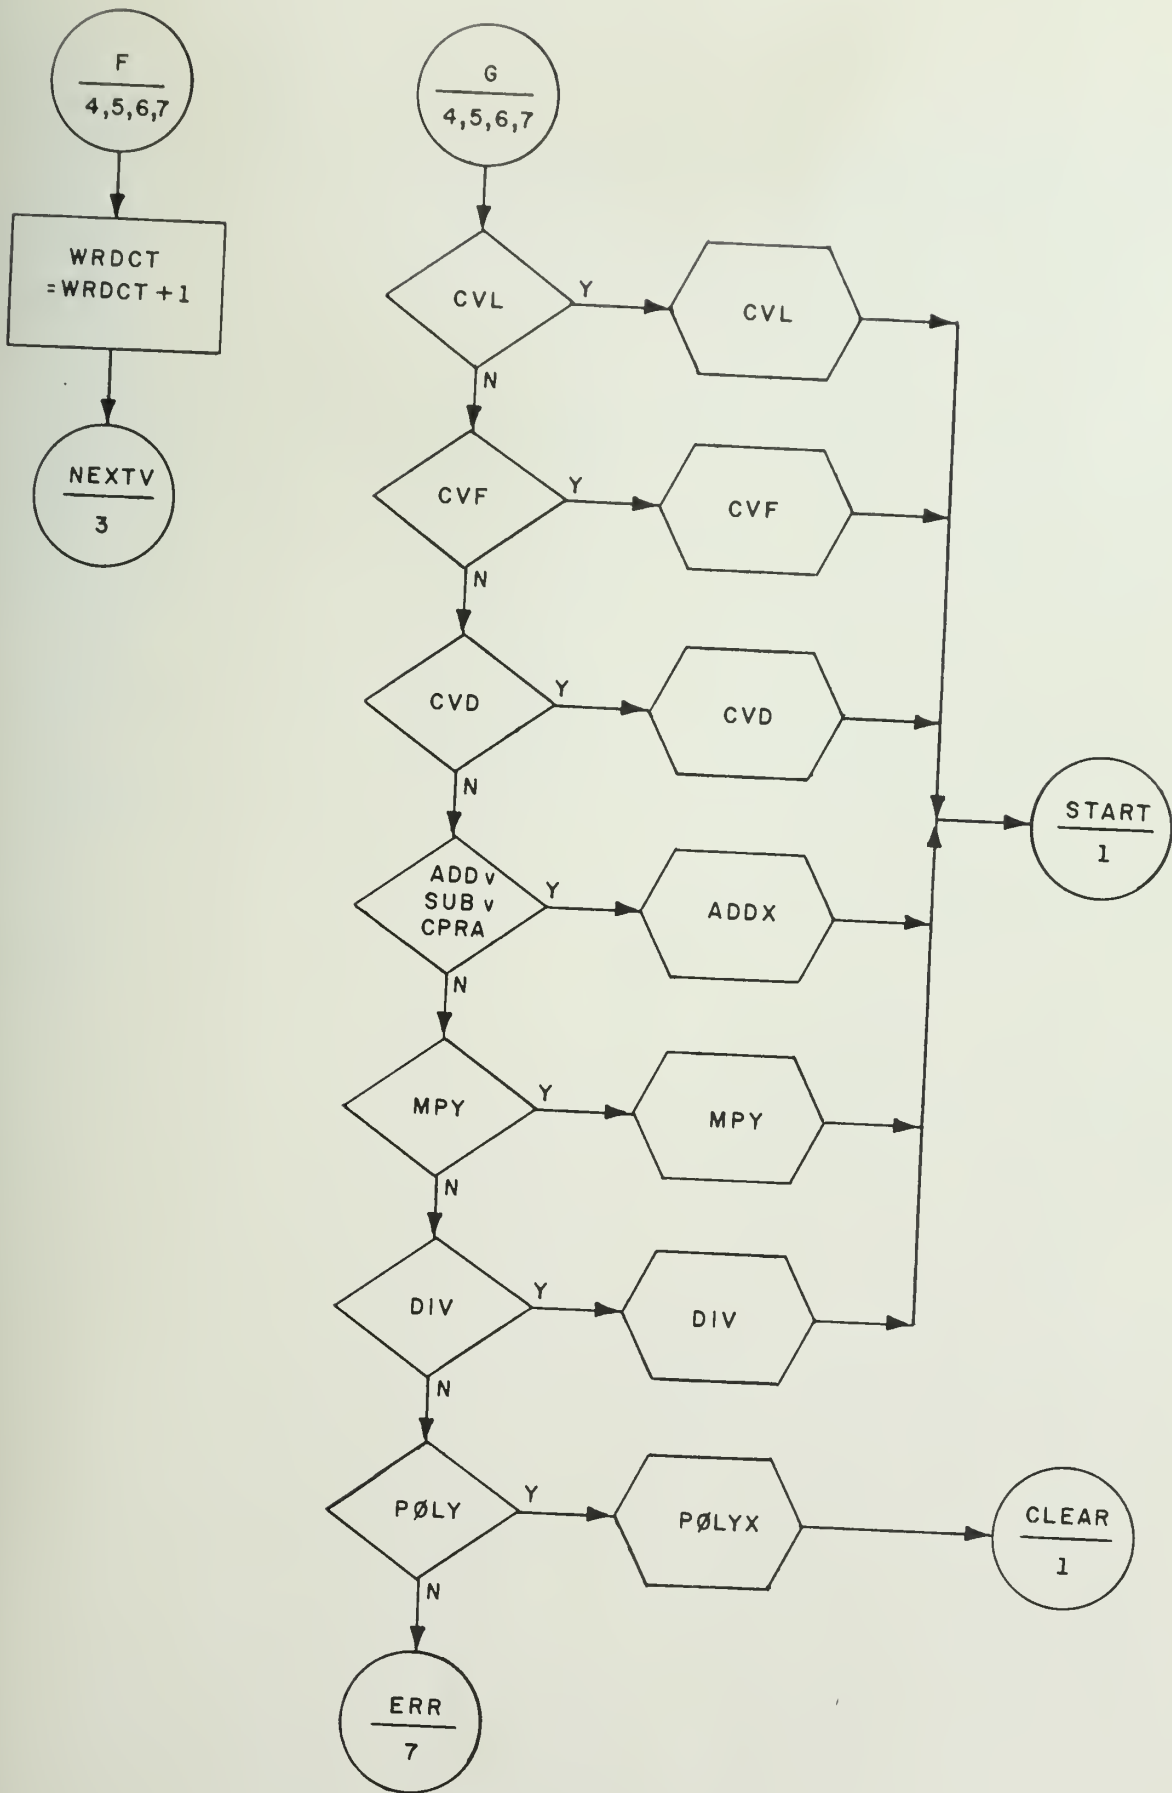 F
4,5,6,7
WRDCT
=WRDCT+1
NEXTV
3
G
4,5,6,7
CVL
Y
CVL
N
CVF
Y
CVF
N
CVD
Y
CVD
N
ADD v
SUB v
CPRA
Y
ADDX
N
MPY
Y
MPY
N
DIV
Y
DIV
N
PØLY
Y
PØLYX
N
ERR
7
START
1
CLEAR
1